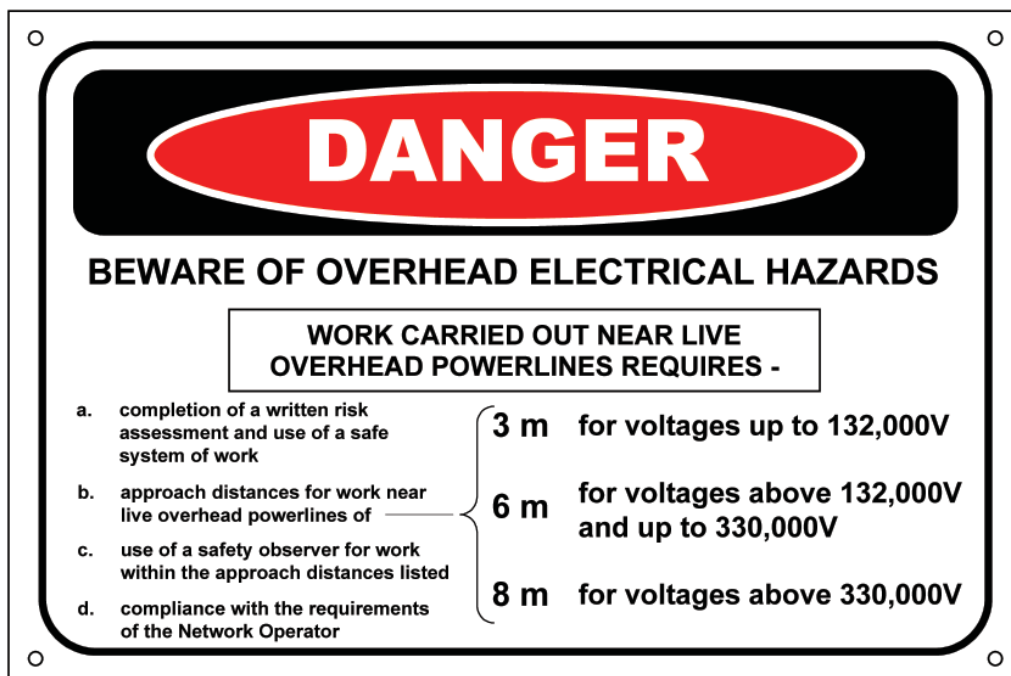 DANGER
BEWARE OF OVERHEAD ELECTRICAL HAZARDS
WORK CARRIED OUT NEAR LIVE
OVERHEAD POWERLINES REQUIRES -
a. completion of a written risk
assessment and use of a safe
system of work
b. approach distances for work near
live overhead powerlines of
c. use of a safety observer for work
within the approach distances listed
d. compliance with the requirements
of the Network Operator
3 m for voltages up to 132,000V
6 m for voltages above 132,000V
and up to 330,000V
8 m for voltages above 330,000V